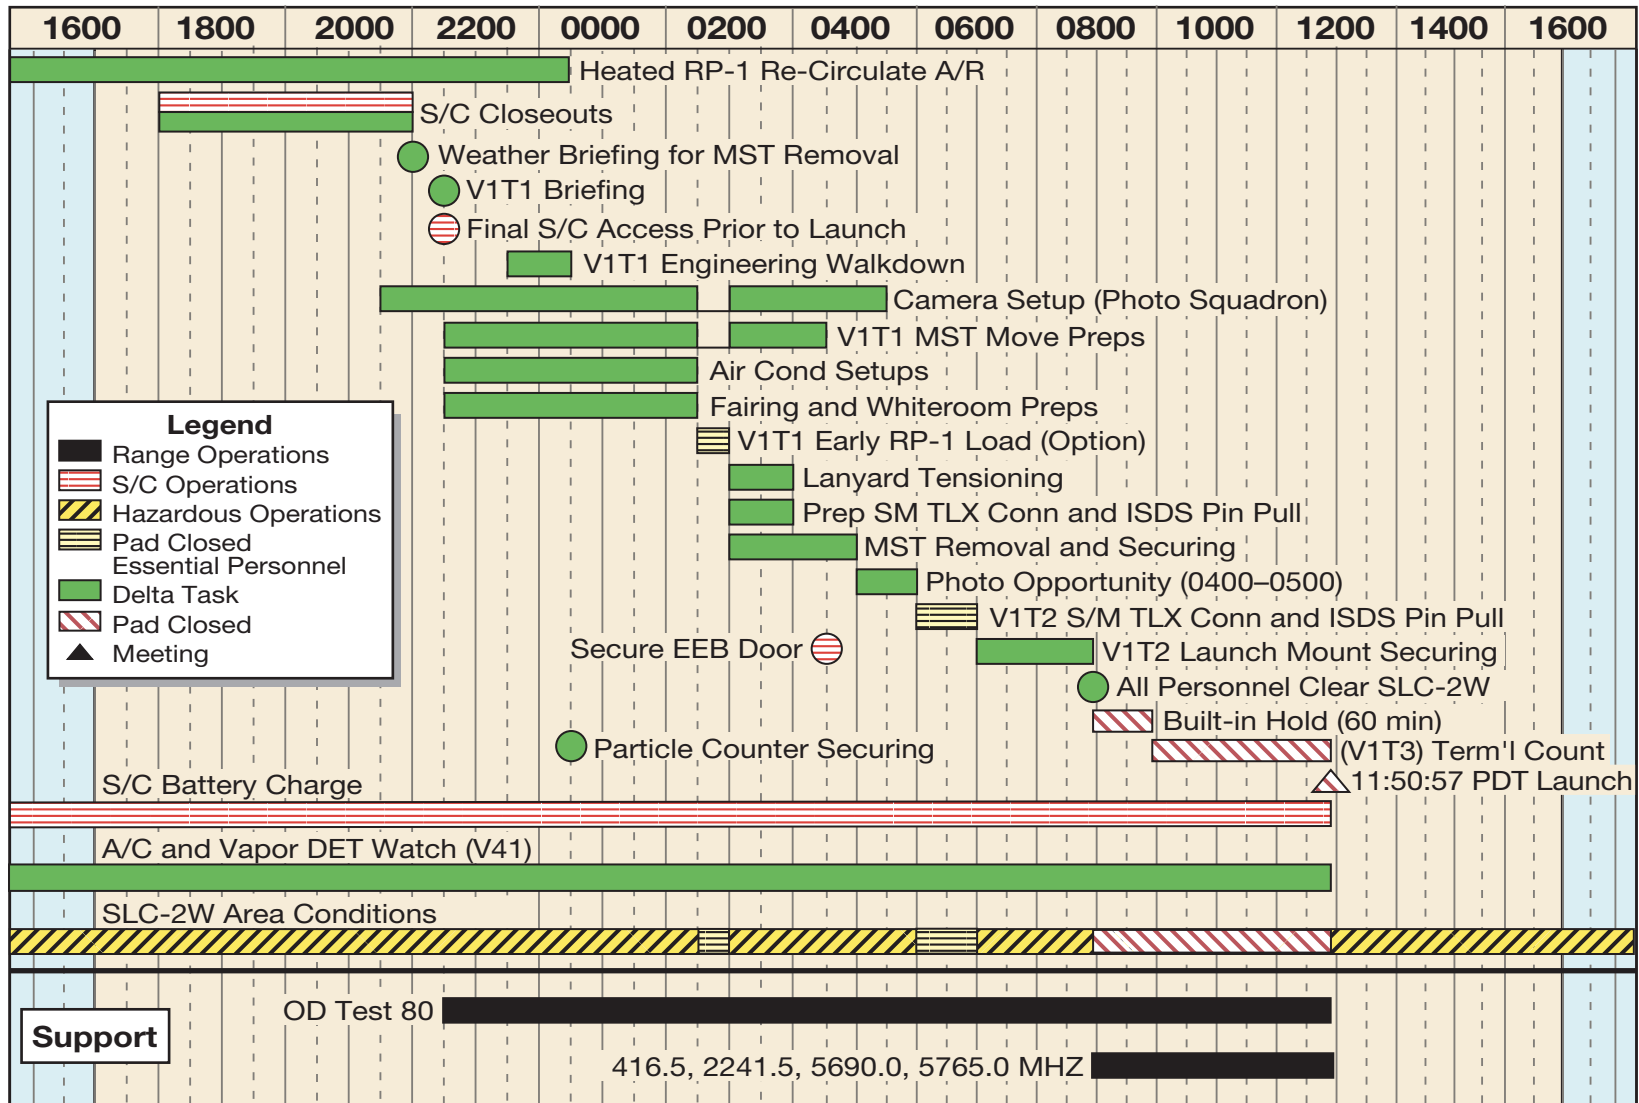 1600 1800 2000 2200 0000 0200 0400 0600 0800 1000 1200 1400 1600
Heated RP-1 Re-Circulate A/R
S/C Closeouts
Weather Briefing for MST Removal
V1T1 Briefing
Final S/C Access Prior to Launch
V1T1 Engineering Walkdown
Camera Setup (Photo Squadron)
V1T1 MST Move Preps
Air Cond Setups
Fairing and Whiteroom Preps
V1T1 Early RP-1 Load (Option)
Lanyard Tensioning
Prep SM TLX Conn and ISDS Pin Pull
MST Removal and Securing
Photo Opportunity (0400–0500)
V1T2 S/M TLX Conn and ISDS Pin Pull
Secure EEB Door
V1T2 Launch Mount Securing
All Personnel Clear SLC-2W
Built-in Hold (60 min)
Particle Counter Securing
(V1T3) Term'l Count
11:50:57 PDT Launch
Legend
Range Operations
S/C Operations
Hazardous Operations
Pad Closed
Essential Personnel
Delta Task
Pad Closed
Meeting
S/C Battery Charge
A/C and Vapor DET Watch (V41)
SLC-2W Area Conditions
Support
OD Test 80
416.5, 2241.5, 5690.0, 5765.0 MHZ